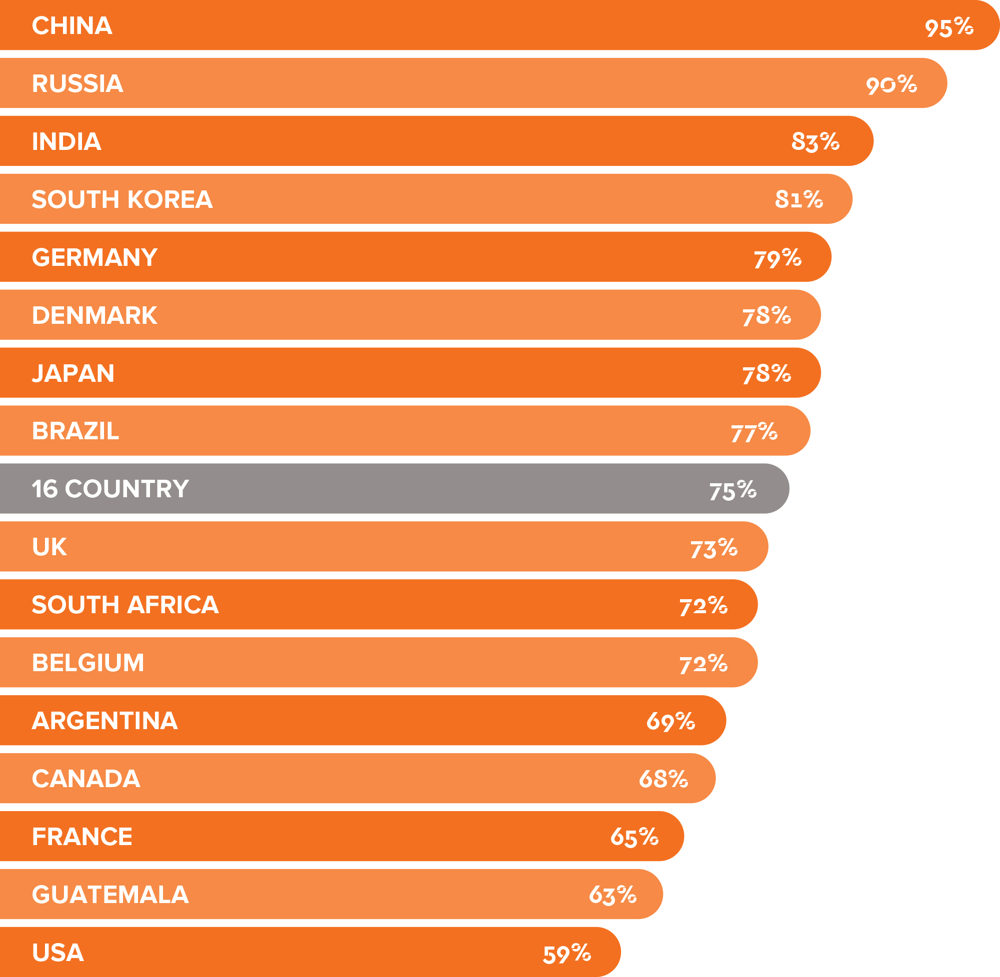 CHINA 95%
RUSSIA 90%
INDIA 83%
SOUTH KOREA 81%
GERMANY 79%
DENMARK 78%
JAPAN 78%
BRAZIL 77%
16 COUNTRY 75%
UK 73%
SOUTH AFRICA 72%
BELGIUM 72%
ARGENTINA 69%
CANADA 68%
FRANCE 65%
GUATEMALA 63%
USA 59%